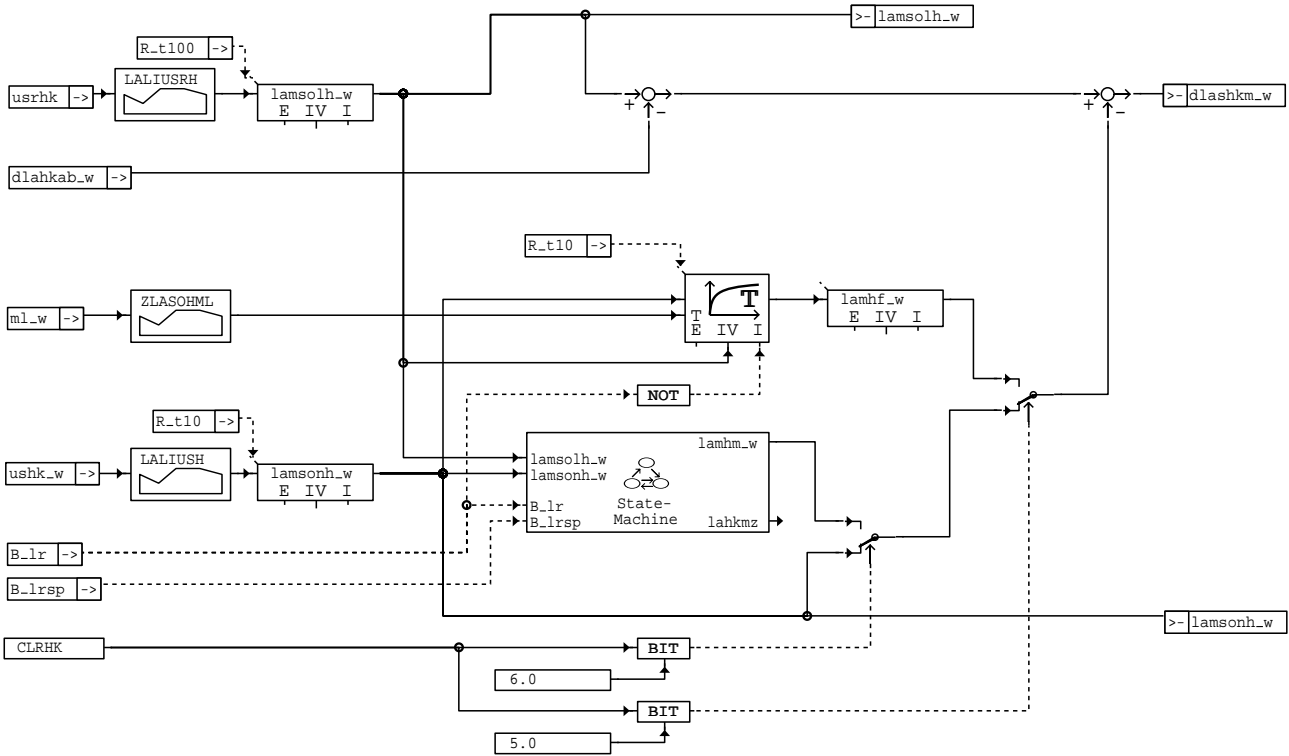 >- lamsolh_w
R_t100 ->
LALIUSRH
usrhk ->
lamsolh_w
E IV I
+
−
+
−
>- dlashkm_w
dlahkab_w ->
R_t10 ->
ZLASOHML
ml_w ->
T
T
E IV I
lamhf_w
E IV I
NOT
R_t10 ->
LALIUSH
ushk_w ->
lamsonh_w
E IV I
lamhm_w
lamsolh_w
lamsonh_w
B_lr
B_lrsp
State-
Machine
lahkmz
B_lr ->
B_lrsp ->
>- lamsonh_w
CLRHK
BIT
6.0
BIT
5.0